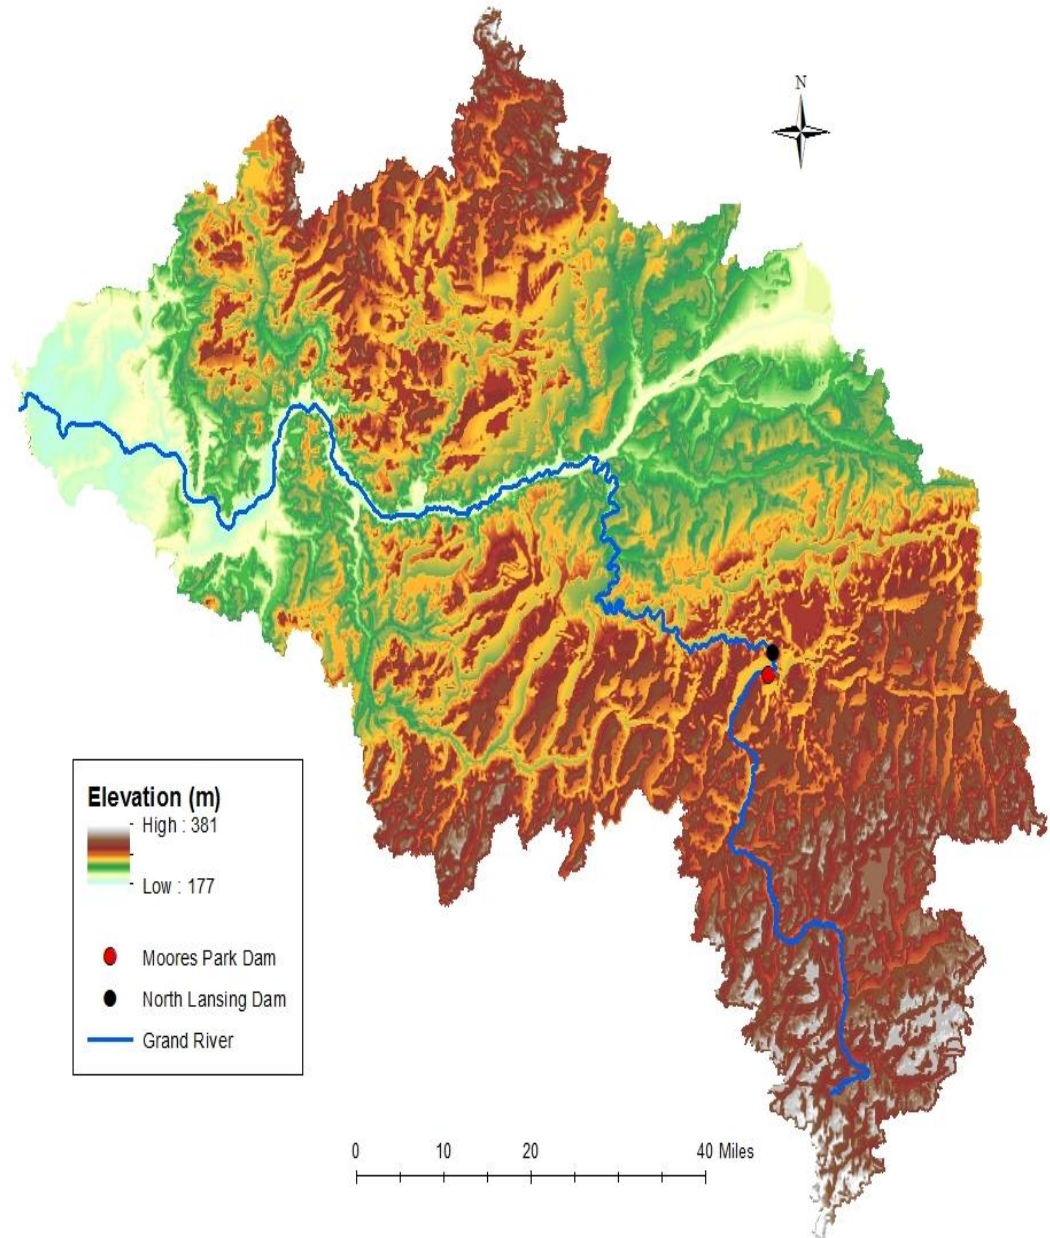 N
Elevation (m)
High : 381
Low : 177
Moores Park Dam
North Lansing Dam
Grand River
0 10 20 40 Miles